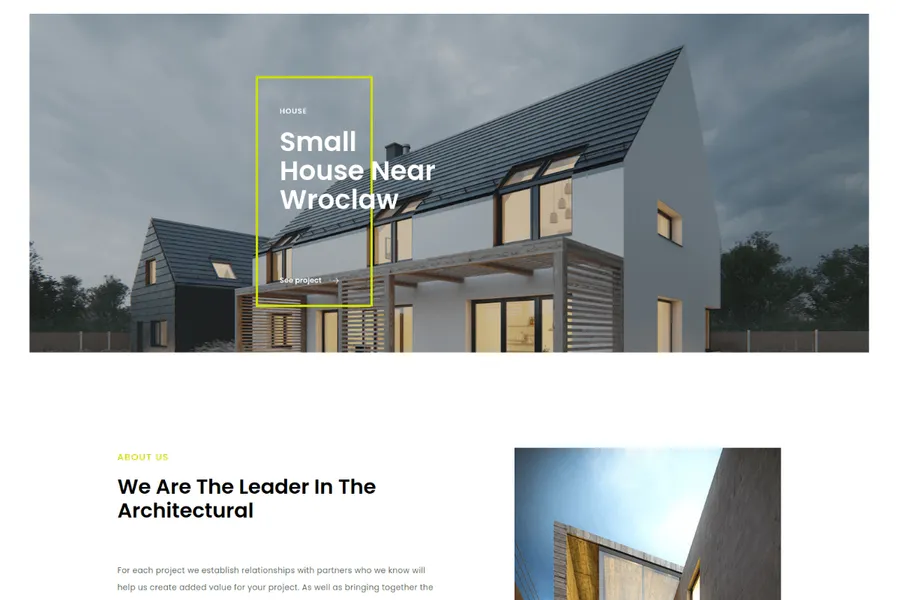 HOUSE
Small
House Near
Wroclaw
See project
ABOUT US
We Are The Leader In The
Architectural
For each project we establish relationships with partners who we know will
help us create added value for your project. As well as bringing together the